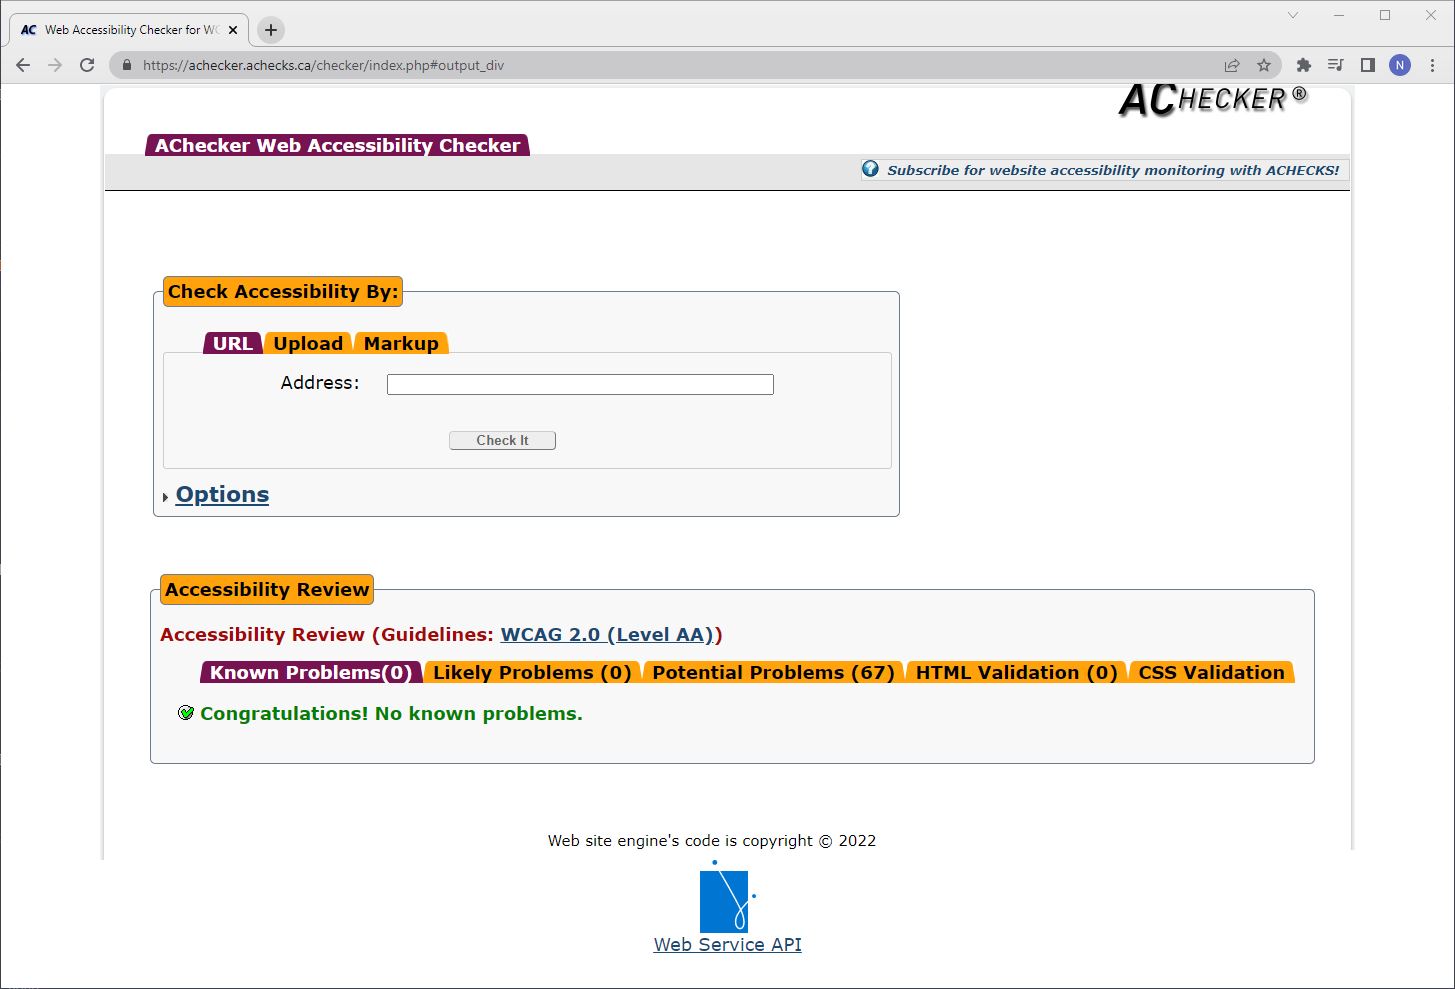 AC Web Accessibility Checker for WC
https://achecker.achecks.ca/checker/index.php#output_div
N
ACHECKER ®
AChecker Web Accessibility Checker
? Subscribe for website accessibility monitoring with ACHECKS!
Check Accessibility By:
URL Upload Markup
Address:
Check It
Options
Accessibility Review
Accessibility Review (Guidelines: WCAG 2.0 (Level AA))
Known Problems(0) Likely Problems (0) Potential Problems (67) HTML Validation (0) CSS Validation
Congratulations! No known problems.
Web site engine's code is copyright © 2022
Web Service API